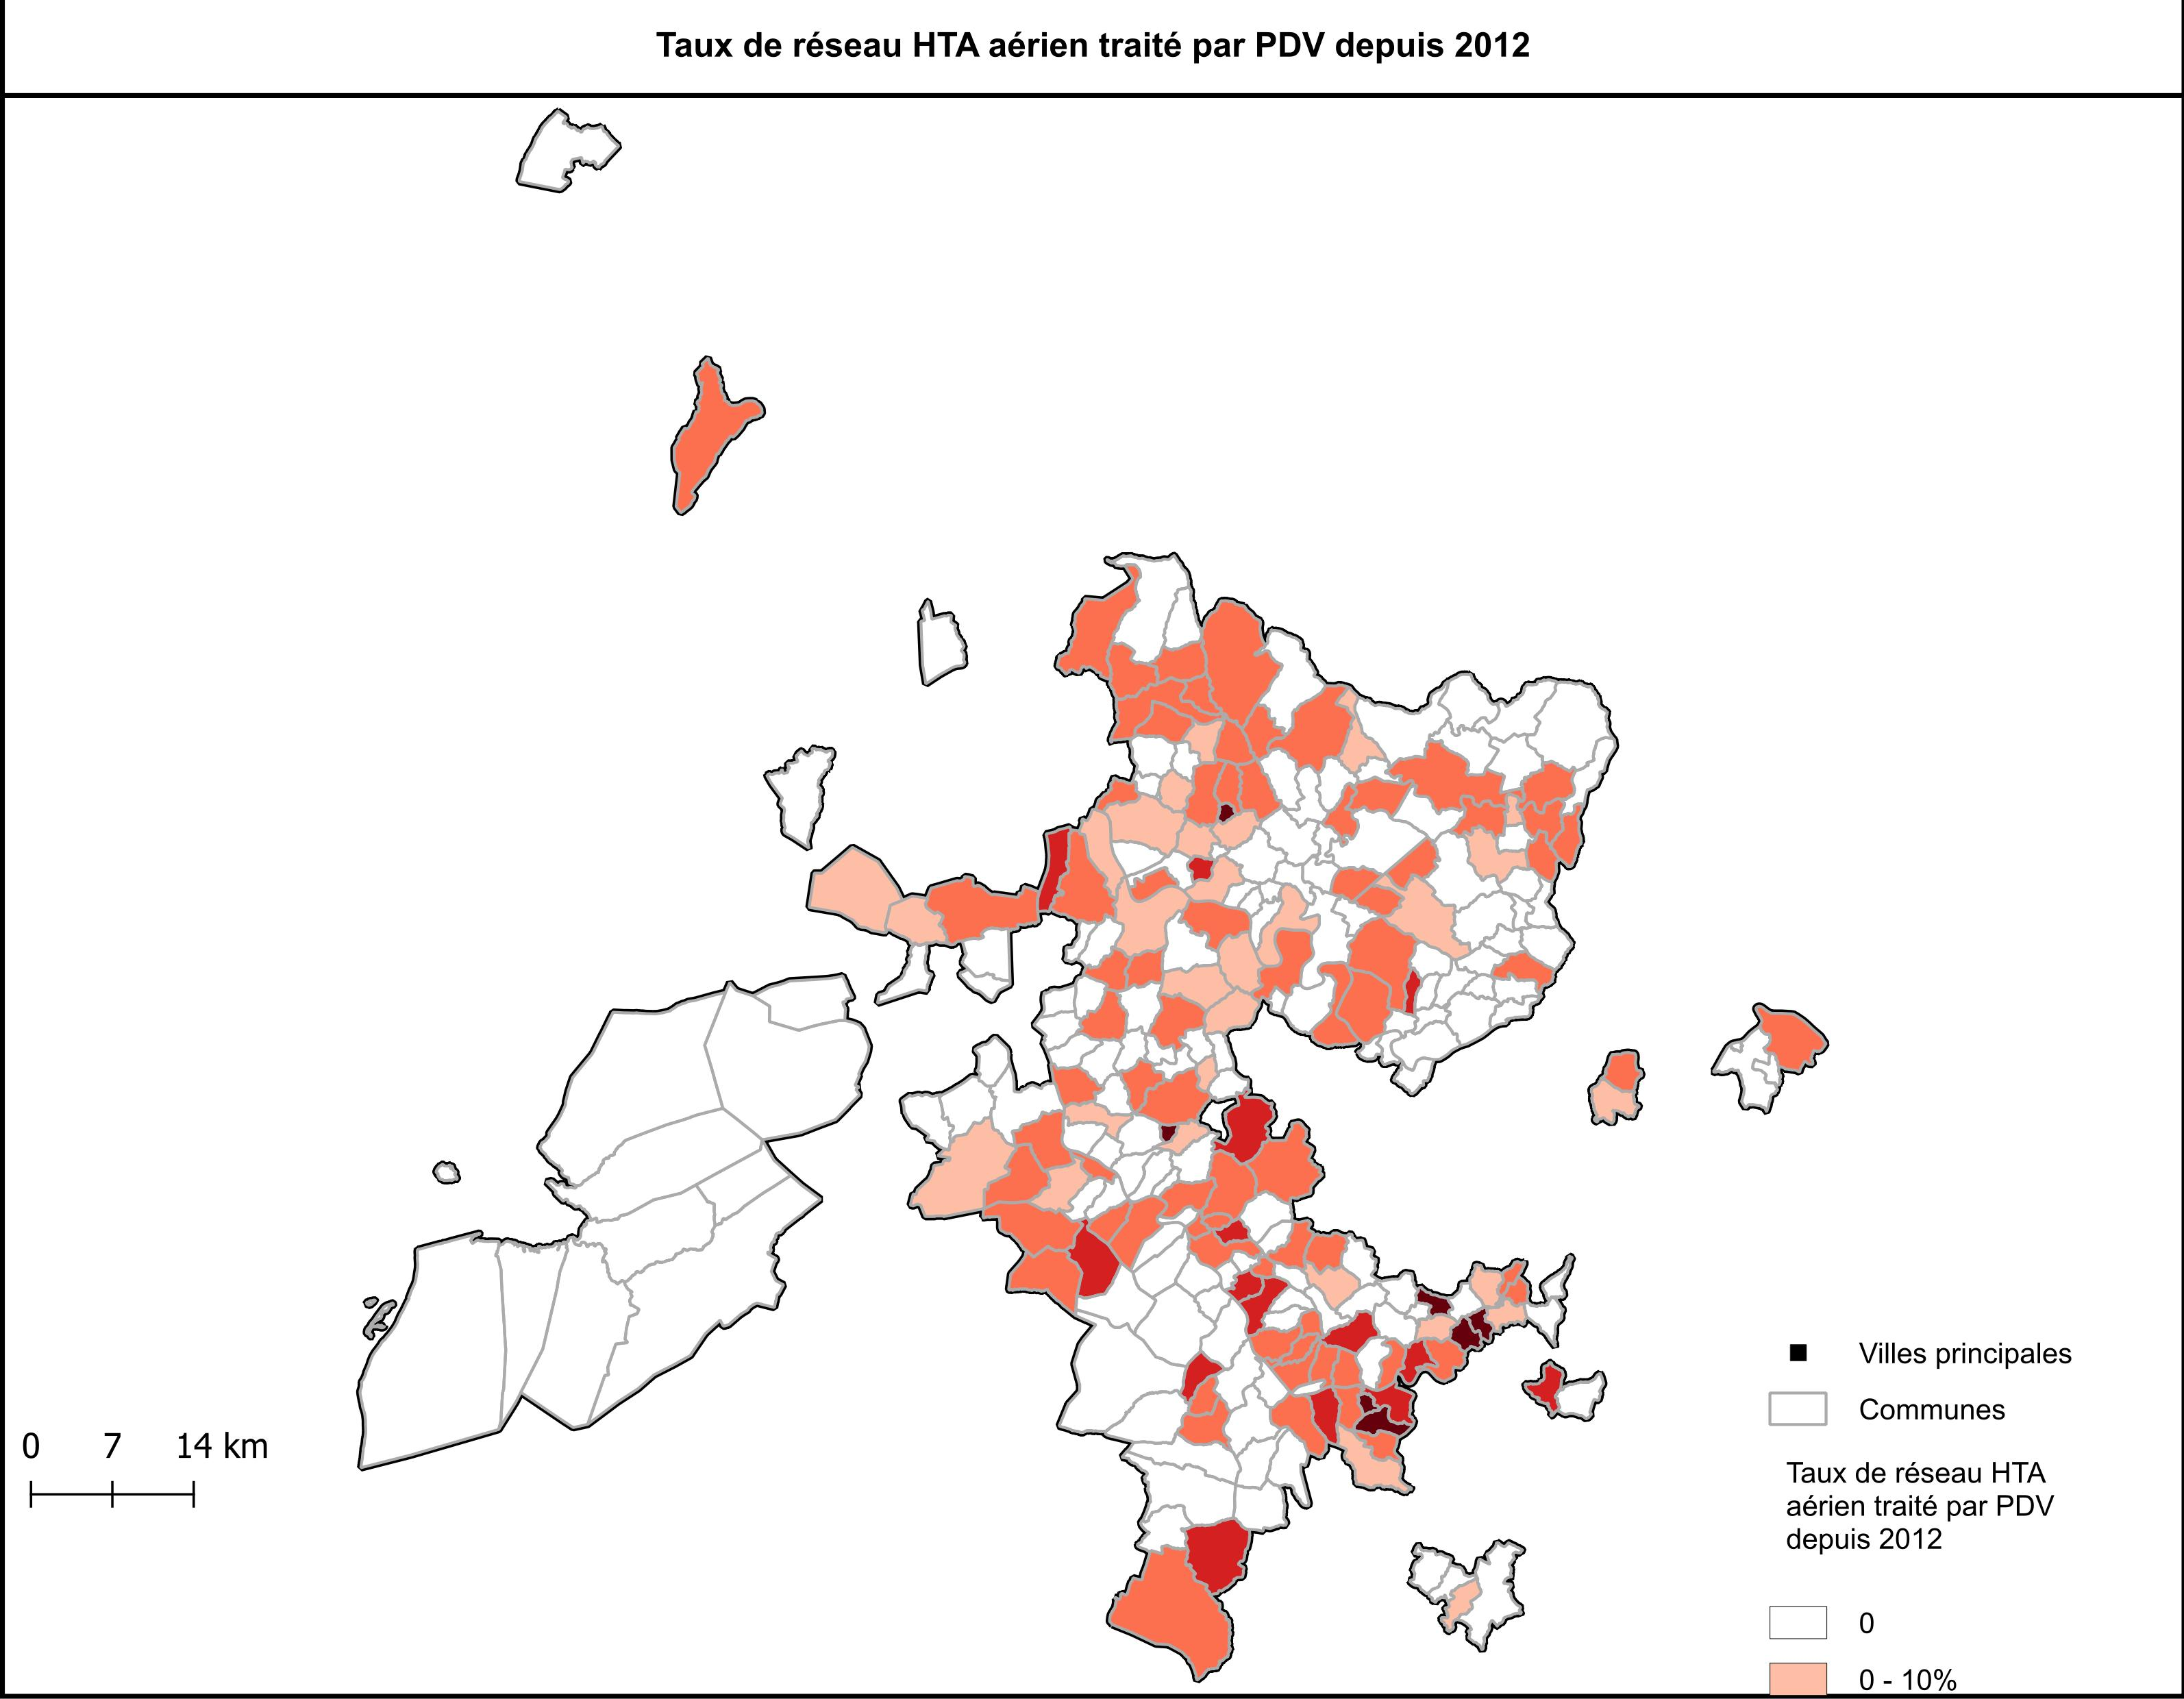 Taux de réseau HTA aérien traité par PDV depuis 2012
0 7 14 km
Villes principales
Communes
Taux de réseau HTA
aérien traité par PDV
depuis 2012
0
0 - 10%